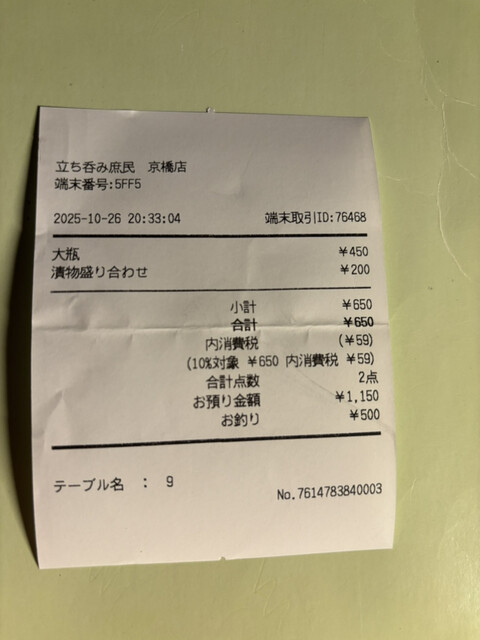 立ち呑み庶民 京橋店
端末番号:5FF5
2025-10-26 20:33:04 端末取引ID:76468
大瓶 ¥450
漬物盛り合わせ ¥200
小計 ¥650
合計 ¥650
内消費税 (¥59)
(10%対象 ¥650 内消費税 ¥59)
合計点数 2点
お預り金額 ¥1,150
お釣り ¥500
テーブル名 : 9
No.7614783840003